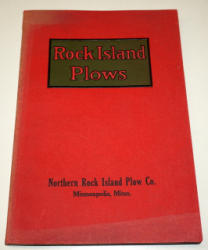 Rock Island
Plows
Northern Rock Island Plow Co.
Minneapolis, Minn.